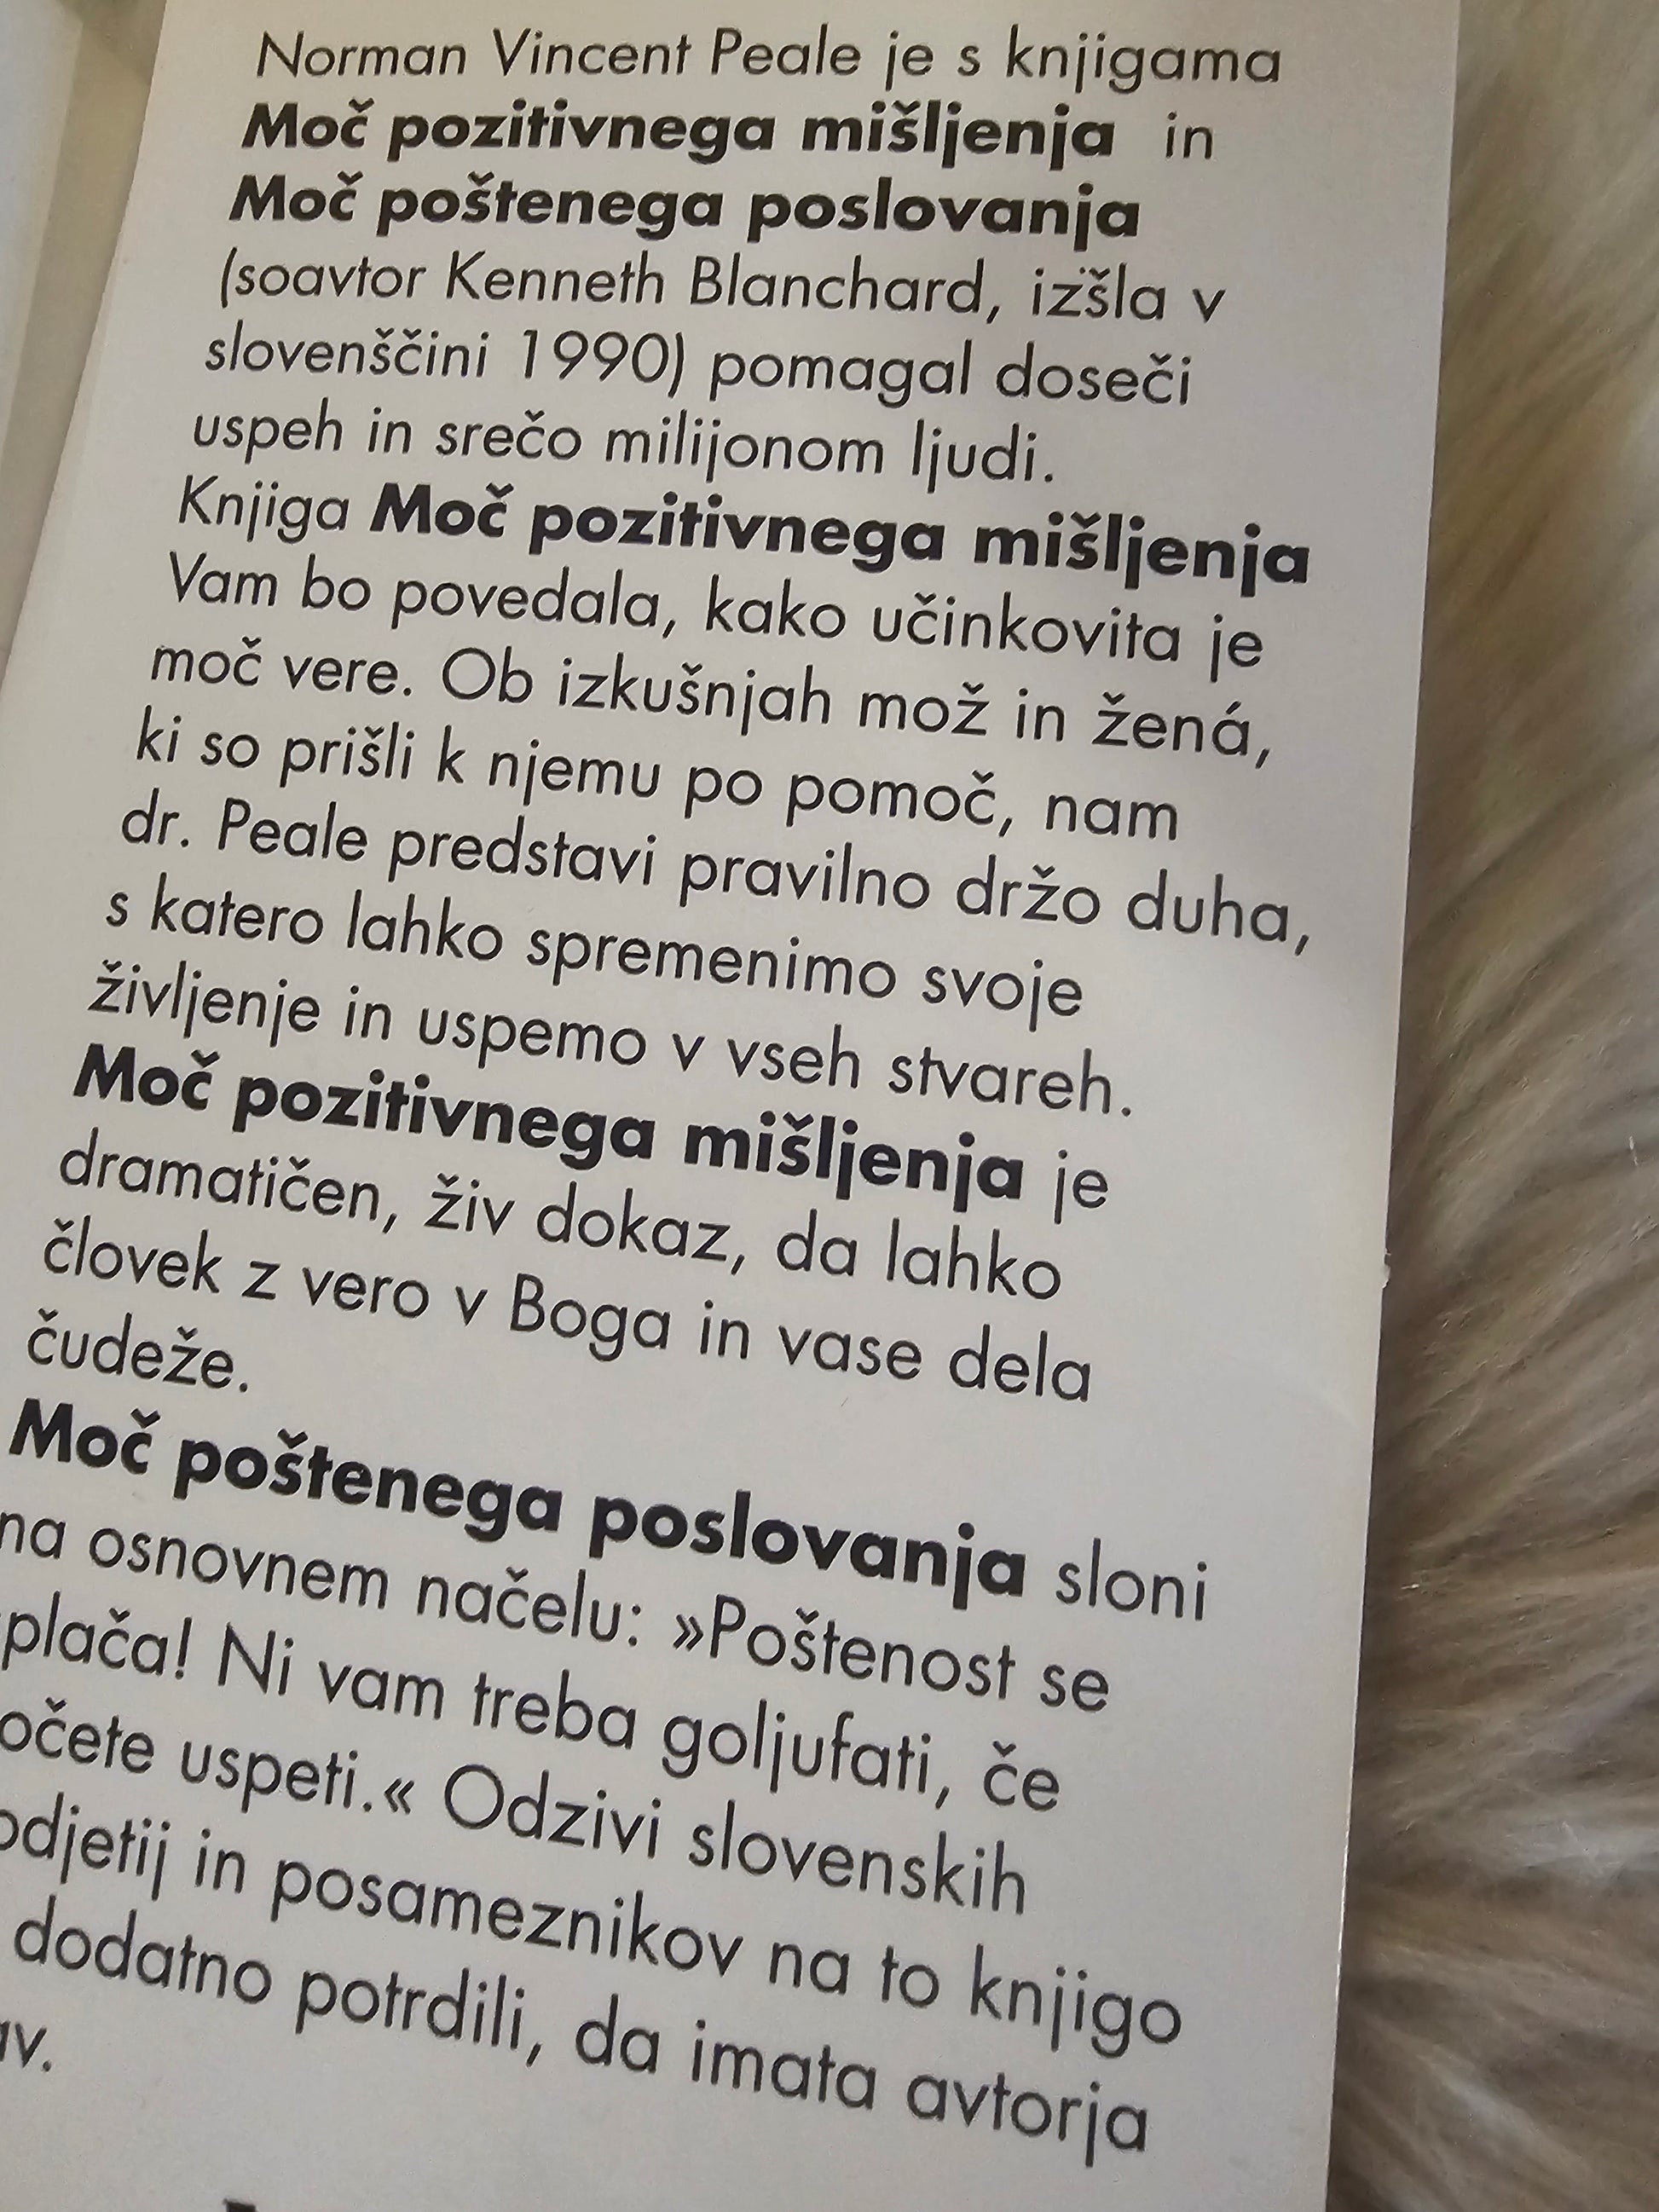 Norman Vincent Peale je s knjigama
Moč pozitivnega mišljenja in
Moč poštenega poslovanja
(soavtor Kenneth Blanchard, izšla v
slovenščini 1990) pomagal doseči
uspeh in srečo milijonom ljudi.
Knjiga Moč pozitivnega mišljenja
Vam bo povedala, kako učinkovita je
moč vere. Ob izkušnjah mož in žená,
ki so prišli k njemu po pomoč, nam
dr. Peale predstavi pravilno držo duha,
s katero lahko spremenimo svoje
življenje in uspemo v vseh stvareh.
Moč pozitivnega mišljenja je
dramatičen, živ dokaz, da lahko
človek z vero v Boga in vase dela
čudeže.
Moč poštenega poslovanja sloni
na osnovnem načelu: »Poštenost se
plača! Ni vam treba goljufati, če
očete uspeti.« Odzivi slovenskih
odjetij in posameznikov na to knjigo
dodatno potrdili, da imata avtorja
av.